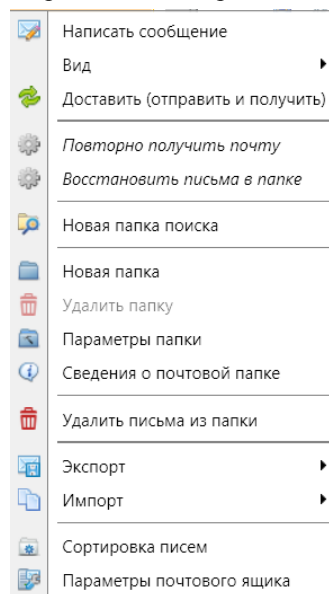 Написать сообщение
Вид
Доставить (отправить и получить)
Повторно получить почту
Восстановить письма в папке
Новая папка поиска
Новая папка
Удалить папку
Параметры папки
Сведения о почтовой папке
Удалить письма из папки
Экспорт
Импорт
Сортировка писем
Параметры почтового ящика